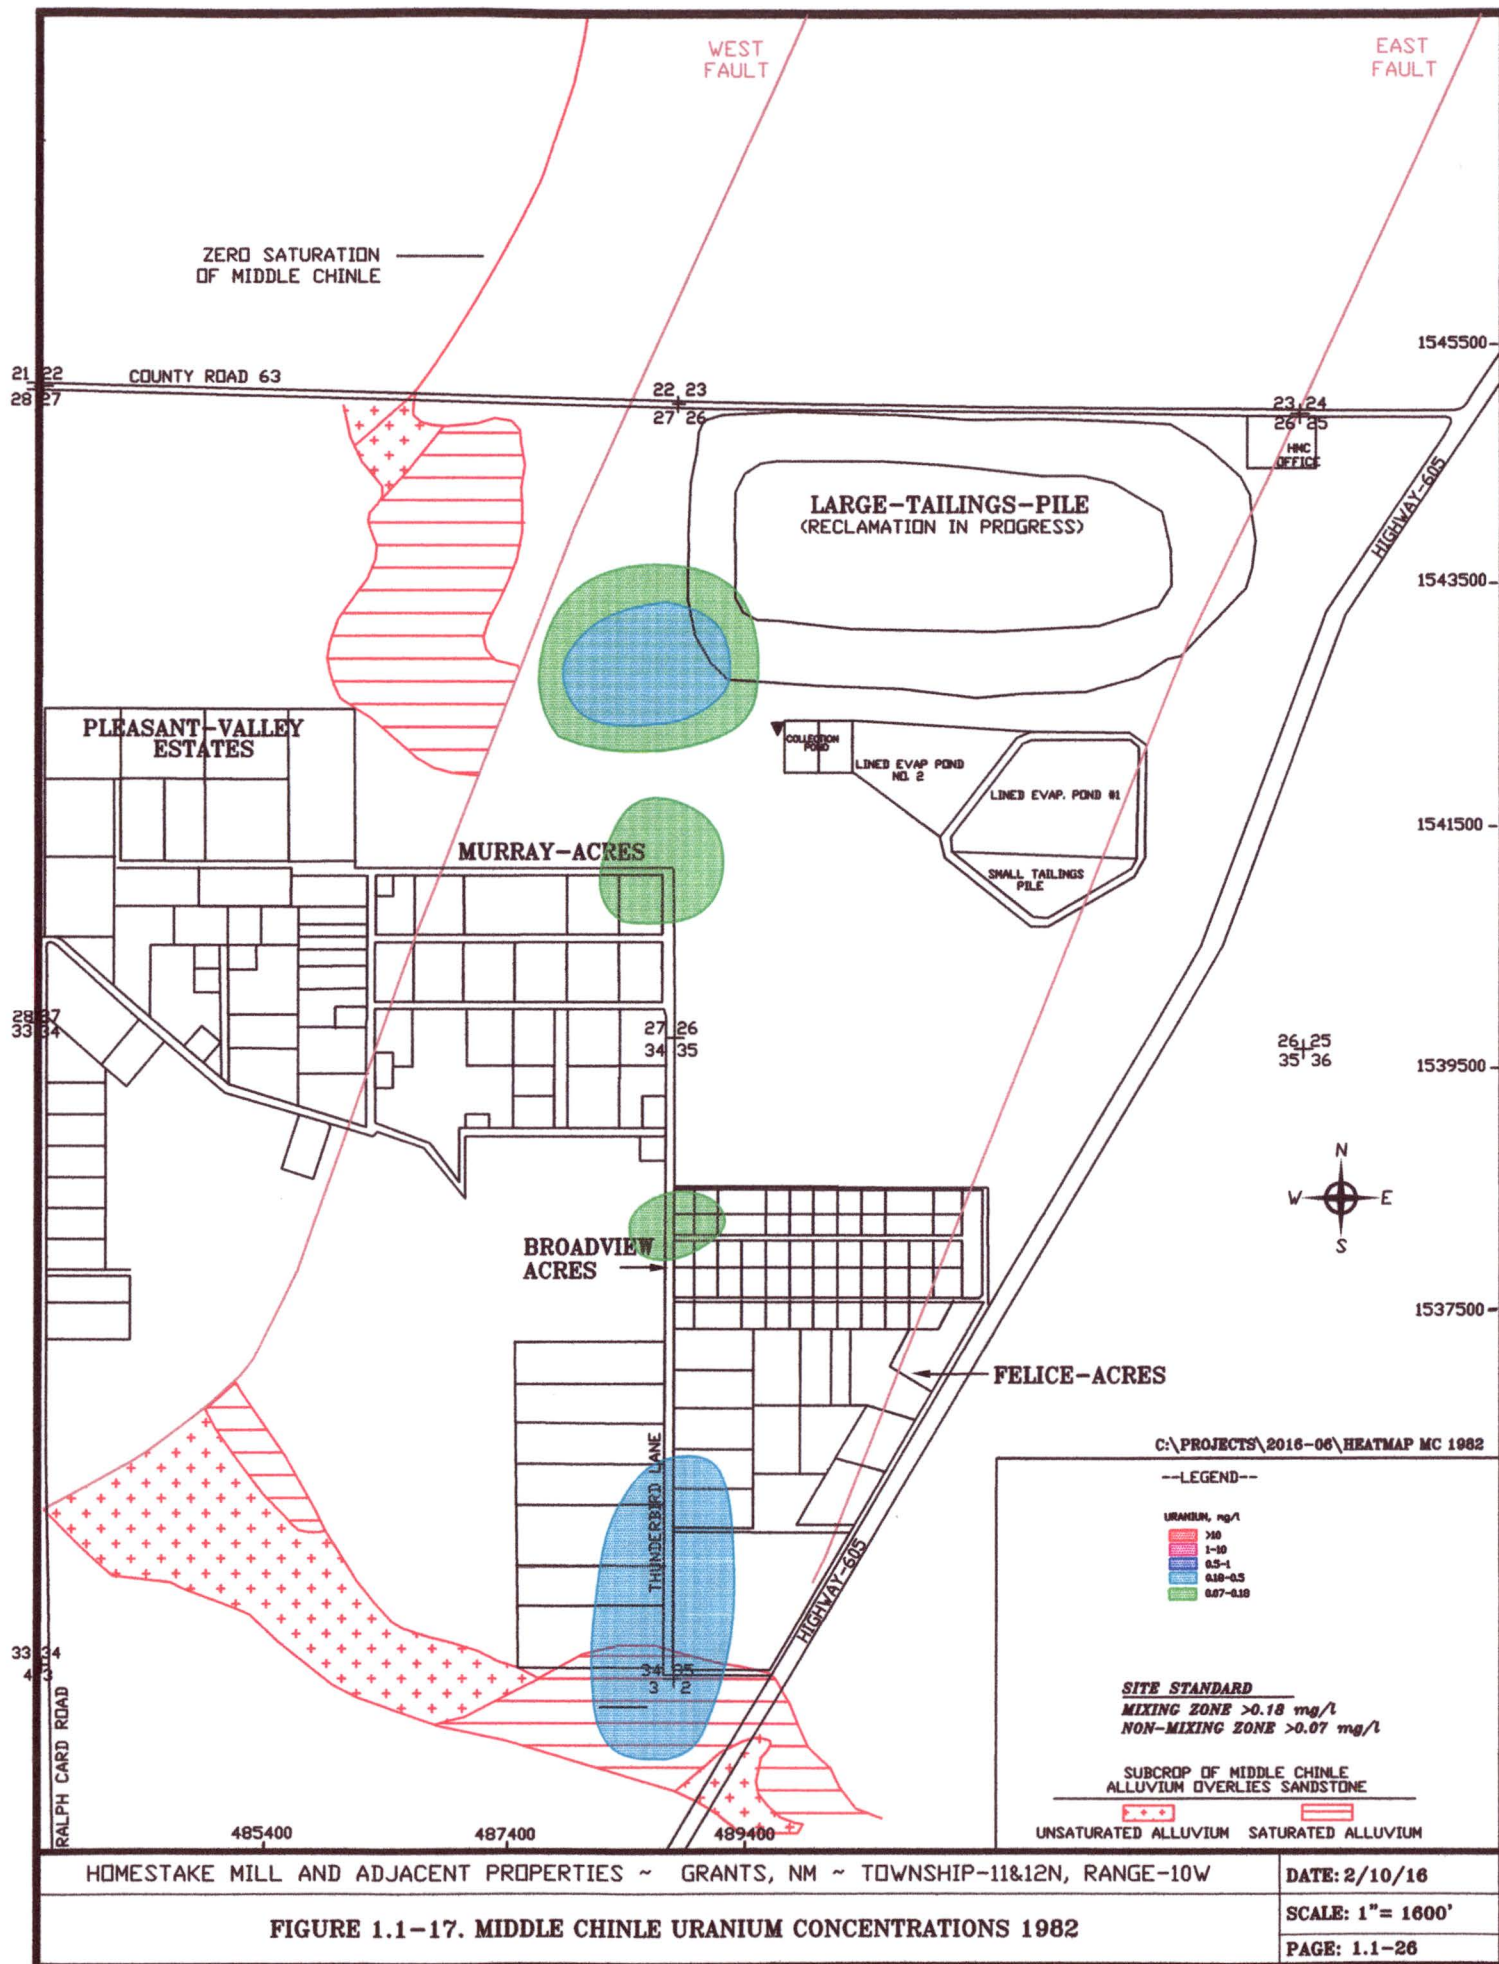 WEST
FAULT
EAST
FAULT
ZERO SATURATION
OF MIDDLE CHINLE
1545500
21 22
28 27
COUNTY ROAD 63
22 23
27 26
23 24
26 25
HMC
OFFICE
HIGHWAY-605
LARGE-TAILINGS-PILE
(RECLAMATION IN PROGRESS)
1543500
PLEASANT-VALLEY
ESTATES
COLLECTION
POND
LINED EVAP POND
NO. 2
LINED EVAP. POND #1
1541500
MURRAY-ACRES
SMALL TAILINGS
PILE
28 27
33 34
27 26
34 35
26 25
35 36
1539500
N
W E
S
BROADVIEW
ACRES
1537500
FELICE-ACRES
THUNDERBIRD LANE
HIGHWAY-605
C:\PROJECTS\2016-06\HEATMAP MC 1982
--LEGEND--
URANIUM, mg/l
>10
1-10
0.5-1
0.18-0.5
0.07-0.18
33 34
4 3
34 35
3 2
RALPH CARD ROAD
SITE STANDARD
MIXING ZONE >0.18 mg/l
NON-MIXING ZONE >0.07 mg/l
SUBCROP OF MIDDLE CHINLE
ALLUVIUM OVERLIES SANDSTONE
UNSATURATED ALLUVIUM SATURATED ALLUVIUM
485400 487400 489400
HOMESTAKE MILL AND ADJACENT PROPERTIES ~ GRANTS, NM ~ TOWNSHIP-11&12N, RANGE-10W
DATE: 2/10/16
FIGURE 1.1-17. MIDDLE CHINLE URANIUM CONCENTRATIONS 1982
SCALE: 1"= 1600'
PAGE: 1.1-26